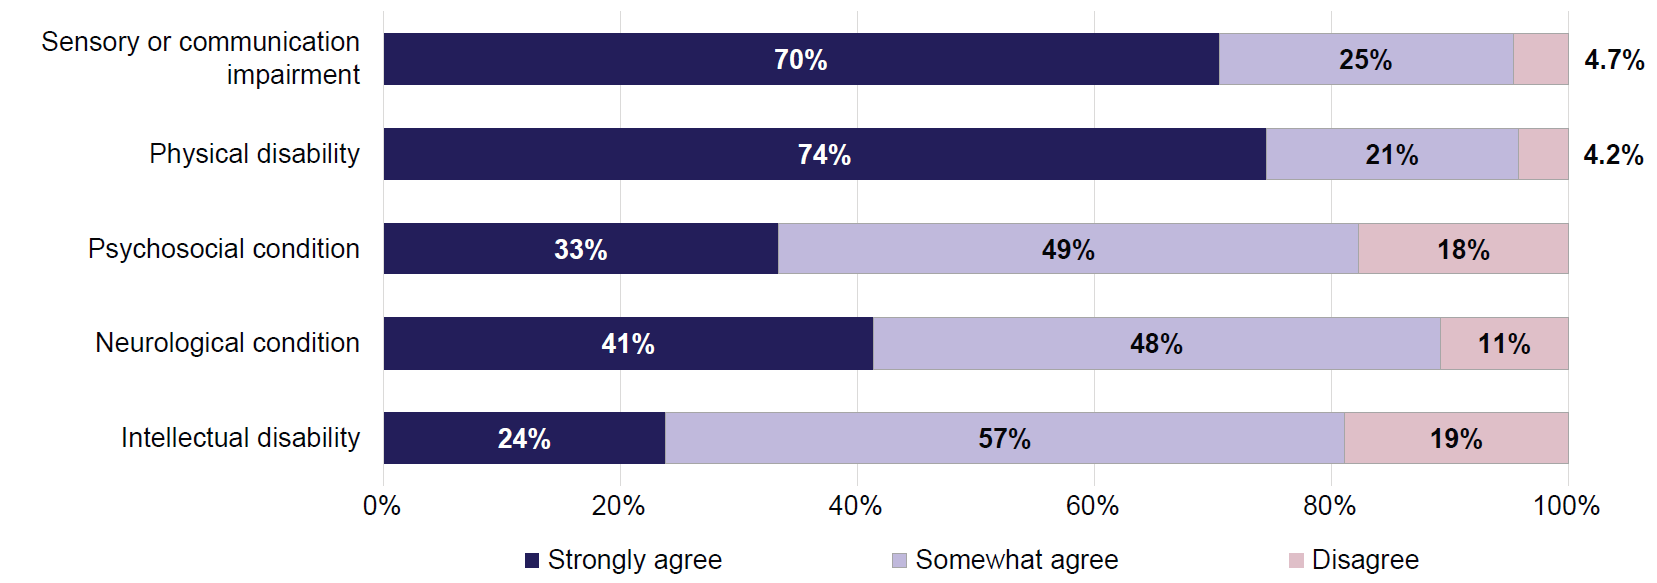 Sensory or communication
impairment
70%
25%
4.7%
Physical disability
74%
21%
4.2%
Psychosocial condition
33%
49%
18%
Neurological condition
41%
48%
11%
Intellectual disability
24%
57%
19%
0%
20%
40%
60%
80%
100%
Strongly agree
Somewhat agree
Disagree